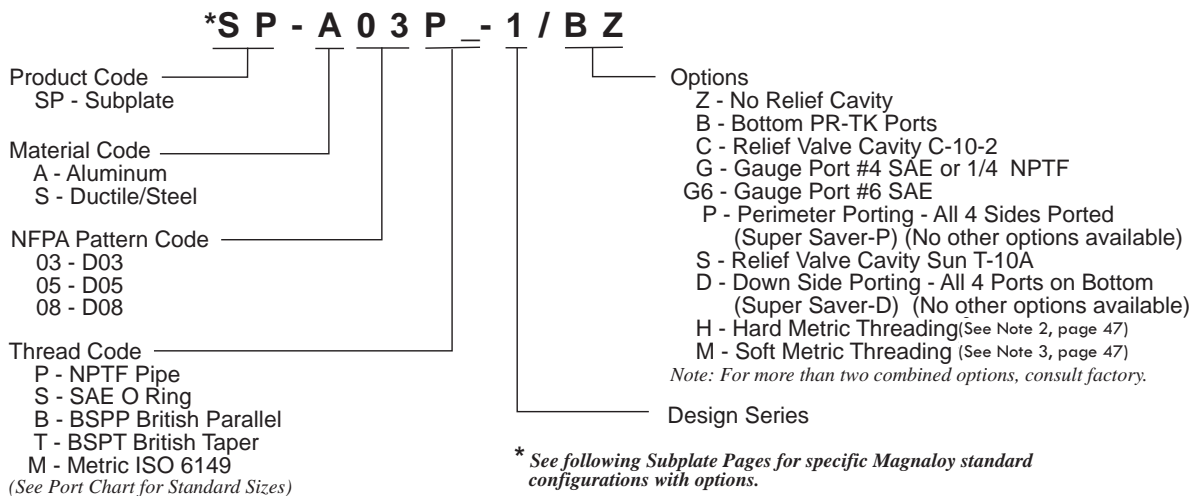 *SP-A03P_-1/BZ
Product Code
SP - Subplate
Material Code
A - Aluminum
S - Ductile/Steel
NFPA Pattern Code
03 - D03
05 - D05
08 - D08
Thread Code
P - NPTF Pipe
S - SAE O Ring
B - BSPP British Parallel
T - BSPT British Taper
M - Metric ISO 6149
(See Port Chart for Standard Sizes)
Options
Z - No Relief Cavity
B - Bottom PR-TK Ports
C - Relief Valve Cavity C-10-2
G - Gauge Port #4 SAE or 1/4 NPTF
G6 - Gauge Port #6 SAE
P - Perimeter Porting - All 4 Sides Ported
(Super Saver-P) (No other options available)
S - Relief Valve Cavity Sun T-10A
D - Down Side Porting - All 4 Ports on Bottom
(Super Saver-D) (No other options available)
H - Hard Metric Threading(See Note 2, page 47)
M - Soft Metric Threading (See Note 3, page 47)
Note: For more than two combined options, consult factory.
Design Series
* See following Subplate Pages for specific Magnaloy standard
configurations with options.